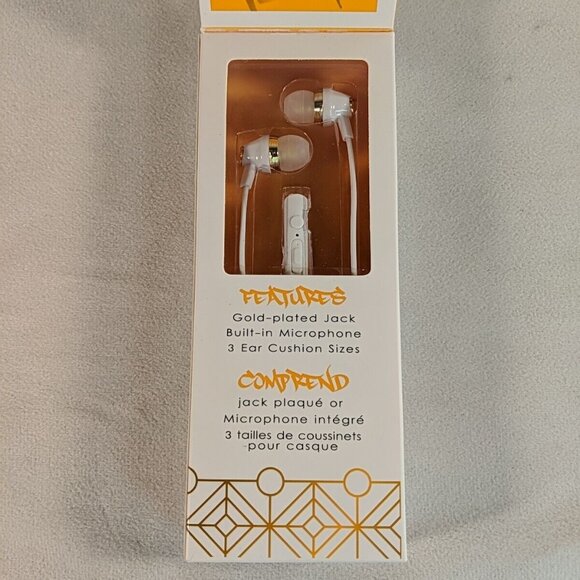 FEATURES
Gold-plated Jack
Built-in Microphone
3 Ear Cushion Sizes
COMPREND
jack plaqué or
Microphone intégré
3 tailles de coussinets
pour casque